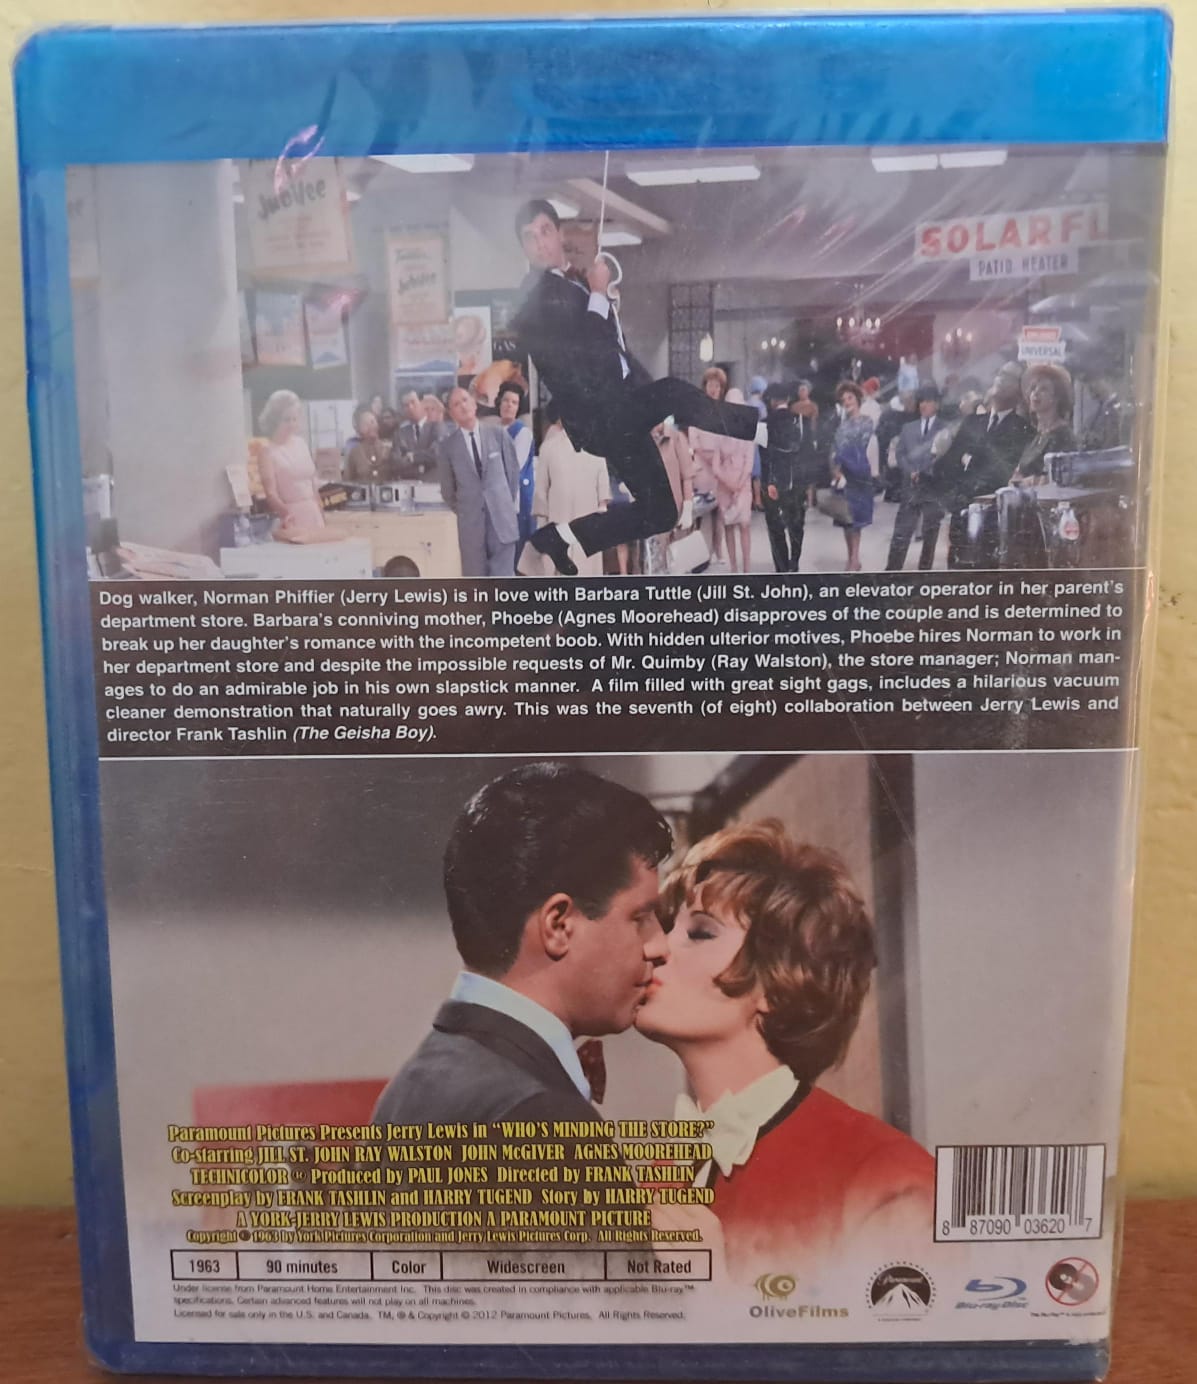 Jubilee
Jubilee
GAS
SOLARFL
PATIO HEATER
UNIVERSAL
Dog walker, Norman Phiffier (Jerry Lewis) is in love with Barbara Tuttle (Jill St. John), an elevator operator in her parent's
department store. Barbara's conniving mother, Phoebe (Agnes Moorehead) disapproves of the couple and is determined to
break up her daughter's romance with the incompetent boob. With hidden ulterior motives, Phoebe hires Norman to work in
her department store and despite the impossible requests of Mr. Quimby (Ray Walston), the store manager; Norman man-
ages to do an admirable job in his own slapstick manner. A film filled with great sight gags, includes a hilarious vacuum
cleaner demonstration that naturally goes awry. This was the seventh (of eight) collaboration between Jerry Lewis and
director Frank Tashlin (The Geisha Boy).
Paramount Pictures Presents Jerry Lewis in "WHO'S MINDING THE STORE?"
Co-starring JILL ST. JOHN RAY WALSTON JOHN McGIVER AGNES MOOREHEAD
TECHNICOLOR ® Produced by PAUL JONES Directed by FRANK TASHLIN
Screenplay by FRANK TASHLIN and HARRY TUGEND Story by HARRY TUGEND
A YORK-JERRY LEWIS PRODUCTION A PARAMOUNT PICTURE
Copyright © 1963 by York Pictures Corporation and Jerry Lewis Pictures Corp. All Rights Reserved.
1963 90 minutes Color Widescreen Not Rated
Under license from Paramount Home Entertainment Inc. This disc was created in compliance with applicable Blu-ray™
specifications. Certain advanced features will not play on all machines.
Licensed for sale only in the U.S. and Canada. TM, ® & Copyright © 2012 Paramount Pictures. All Rights Reserved.
OliveFilms
Paramount
Blu-ray Disc
8 87090 03620 7